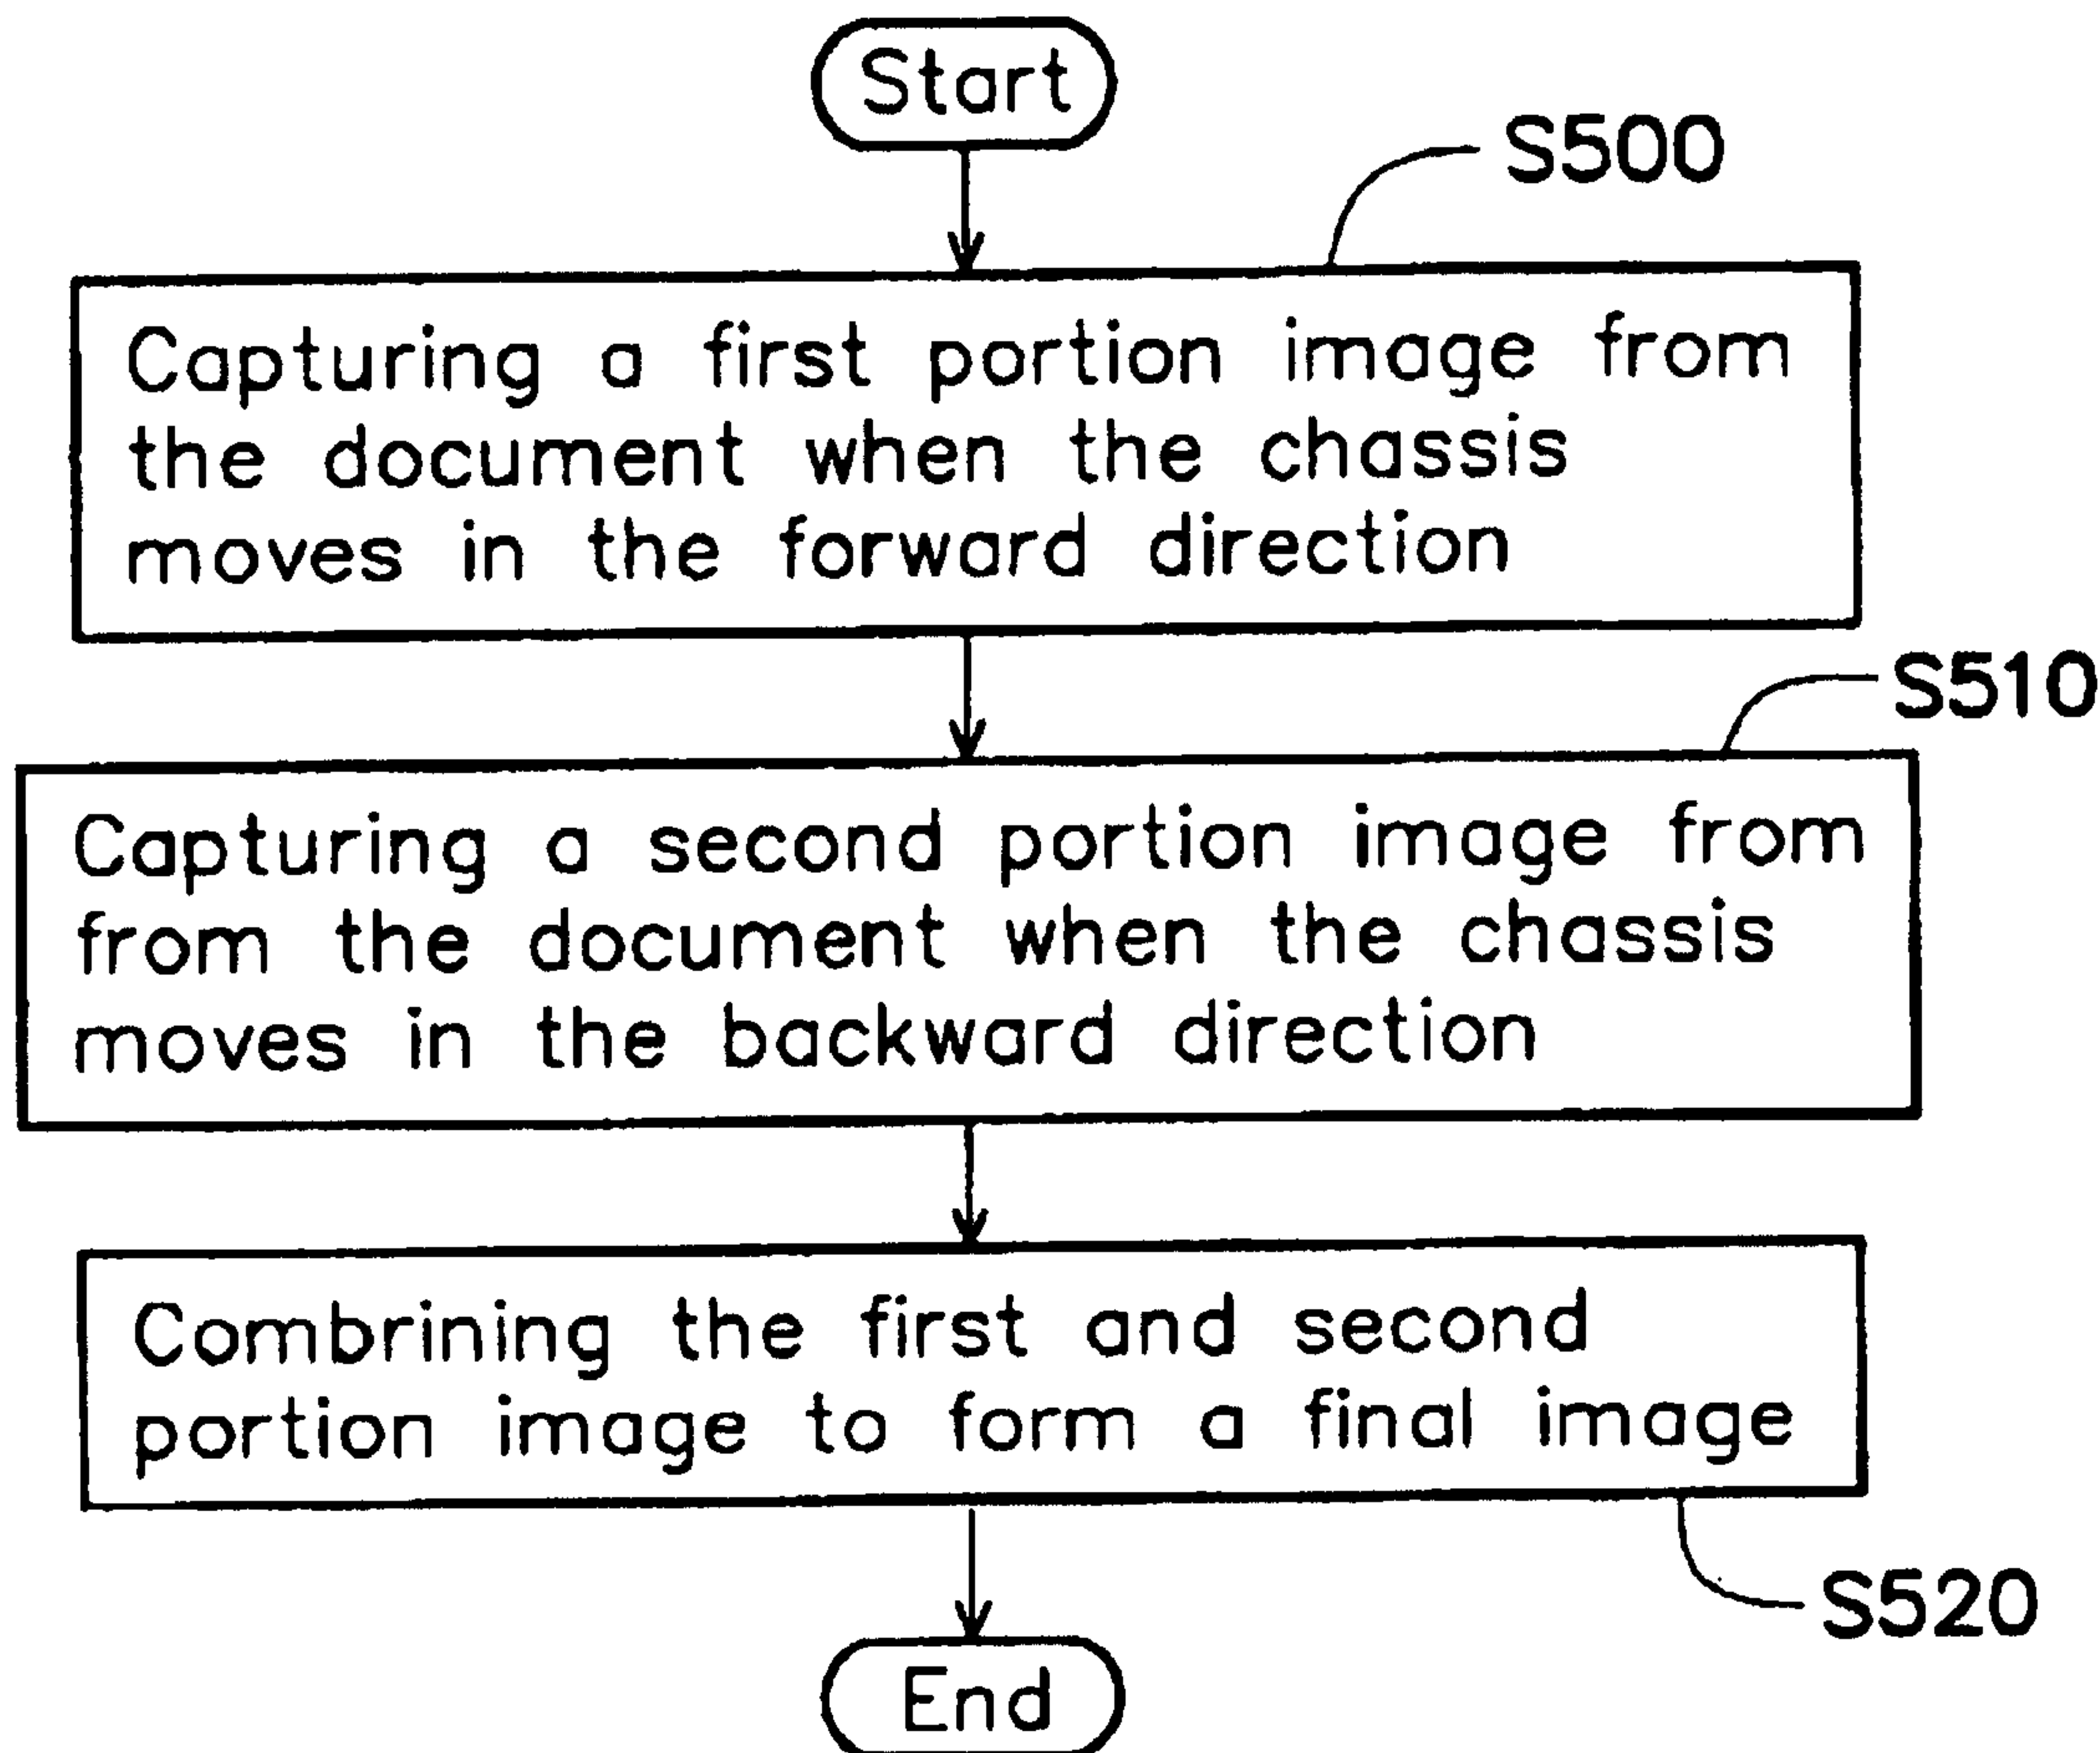 Start
S500
Capturing a first portion image from
the document when the chassis
moves in the forward direction
S510
Capturing a second portion image from
from the document when the chassis
moves in the backward direction
Combrining the first and second
portion image to form a final image
S520
End